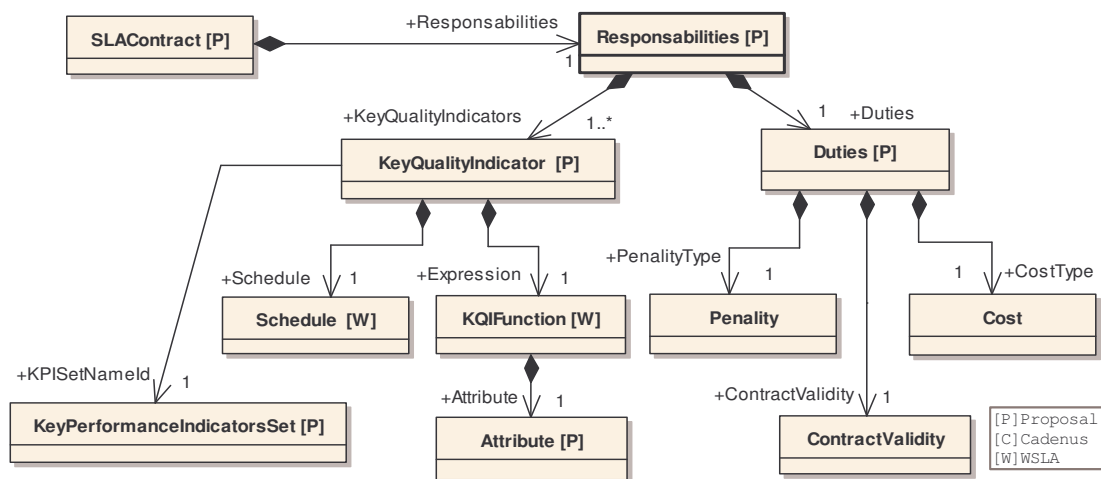 +Responsabilities
SLAContract [P]
Responsabilities [P]
1
+KeyQualityIndicators
1..*
1
+Duties
KeyQualityIndicator [P]
Duties [P]
+Schedule
1
+Expression
1
+PenalityType
1
1
+CostType
Schedule [W]
KQIFunction [W]
Penality
Cost
+KPISetNameId
1
+Attribute
1
+ContractValidity
1
KeyPerformanceIndicatorsSet [P]
Attribute [P]
ContractValidity
[P]Proposal
[C]Cadenus
[W]WSLA